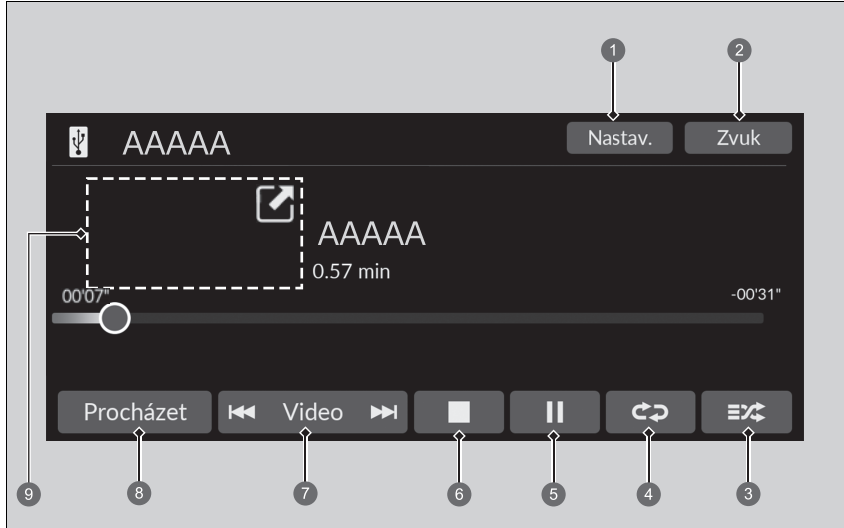 1 2
Nastav. Zvuk
AAAAA
AAAAA
0.57 min
9
00'07" -00'31"
Procházet Video
8 7 6 5 4 3